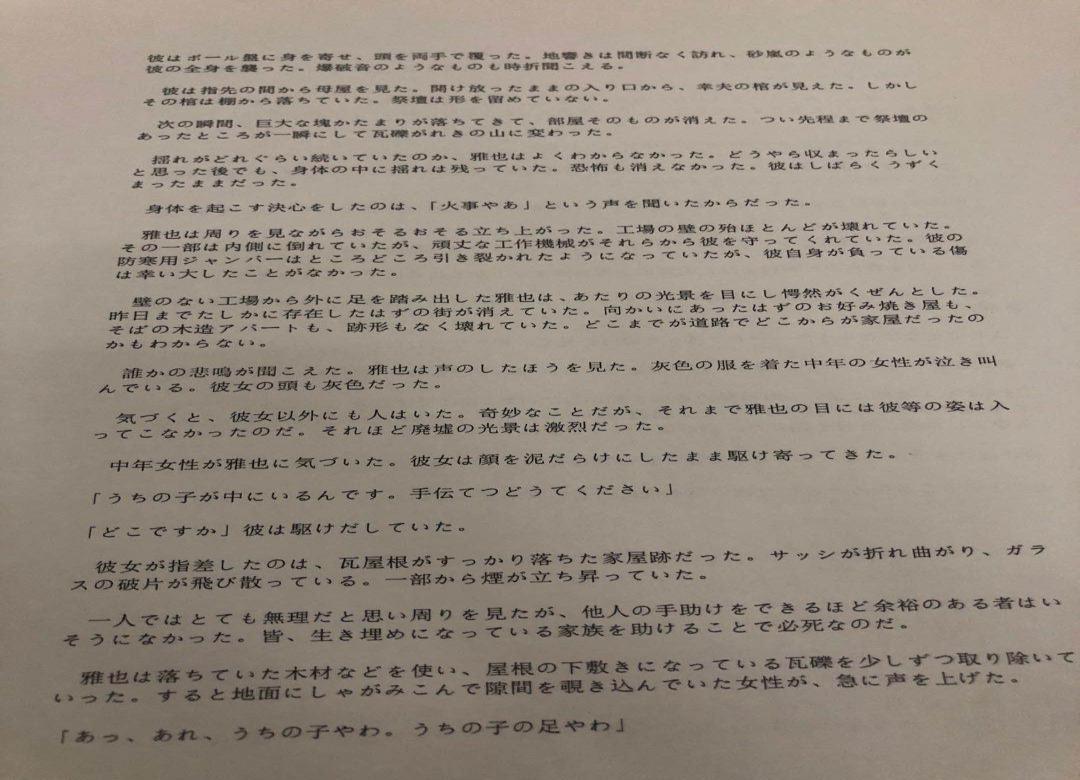 彼はボール盤に身を寄せ、頭を両手で覆った。地響きは間断なく訪れ、砂嵐のようなものが
彼の全身を襲った。爆破音のようなものも時折聞こえる。
彼は指先の間から母屋を見た。開け放ったままの入り口から、幸夫の棺が見えた。しかし
その棺は棚から落ちていた。祭壇は形を留めていない。
次の瞬間、巨大な塊かたまりが落ちてきて、部屋そのものが消えた。つい先程まで祭壇の
あったところが一瞬にして瓦礫がれきの山に変わった。
揺れがどれぐらい続いていたのか、雅也はよくわからなかった。どうやら収まったらしい
と思った後でも、身体の中に揺れは残っていた。恐怖も消えなかった。彼はしばらくうずく
まったままだった。
身体を起こす決心をしたのは、「火事やあ」という声を聞いたからだった。
雅也は周りを見ながらおそるおそる立ち上がった。工場の壁の殆ほとんどが壊れていた。
その一部は内側に倒れていたが、頑丈な工作機械がそれらから彼を守ってくれていた。彼の
防寒用ジャンパーはところどころ引き裂かれたようになっていたが、彼自身が負っている傷
は幸い大したことがなかった。
壁のない工場から外に足を踏み出した雅也は、あたりの光景を目にし愕然がくぜんとした。
昨日までたしかに存在したはずの街が消えていた。向かいにあったはずのお好み焼き屋も、
そばの木造アパートも、跡形もなく壊れていた。どこまでが道路でどこからが家屋だったの
かもわからない。
誰かの悲鳴が聞こえた。雅也は声のしたほうを見た。灰色の服を着た中年の女性が泣き叫
んでいる。彼女の頭も灰色だった。
気づくと、彼女以外にも人はいた。奇妙なことだが、それまで雅也の目には彼等の姿は入
ってこなかったのだ。それほど廃墟の光景は激烈だった。
中年女性が雅也に気づいた。彼女は顔を泥だらけにしたまま駆け寄ってきた。
「うちの子が中にいるんです。手伝てつどうてください」
「どこですか」彼は駆けだしていた。
彼女が指差したのは、瓦屋根がすっかり落ちた家屋跡だった。サッシが折れ曲がり、ガラ
スの破片が飛び散っている。一部から煙が立ち昇っていた。
一人ではとても無理だと思い周りを見たが、他人の手助けをできるほど余裕のある者はい
そうになかった。皆、生き埋めになっている家族を助けることで必死なのだ。
雅也は落ちていた木材などを使い、屋根の下敷きになっている瓦礫を少しずつ取り除いて
いった。すると地面にしゃがみこんで隙間を覗き込んでいた女性が、急に声を上げた。
「あっ、あれ、うちの子やわ。うちの子の足やわ」